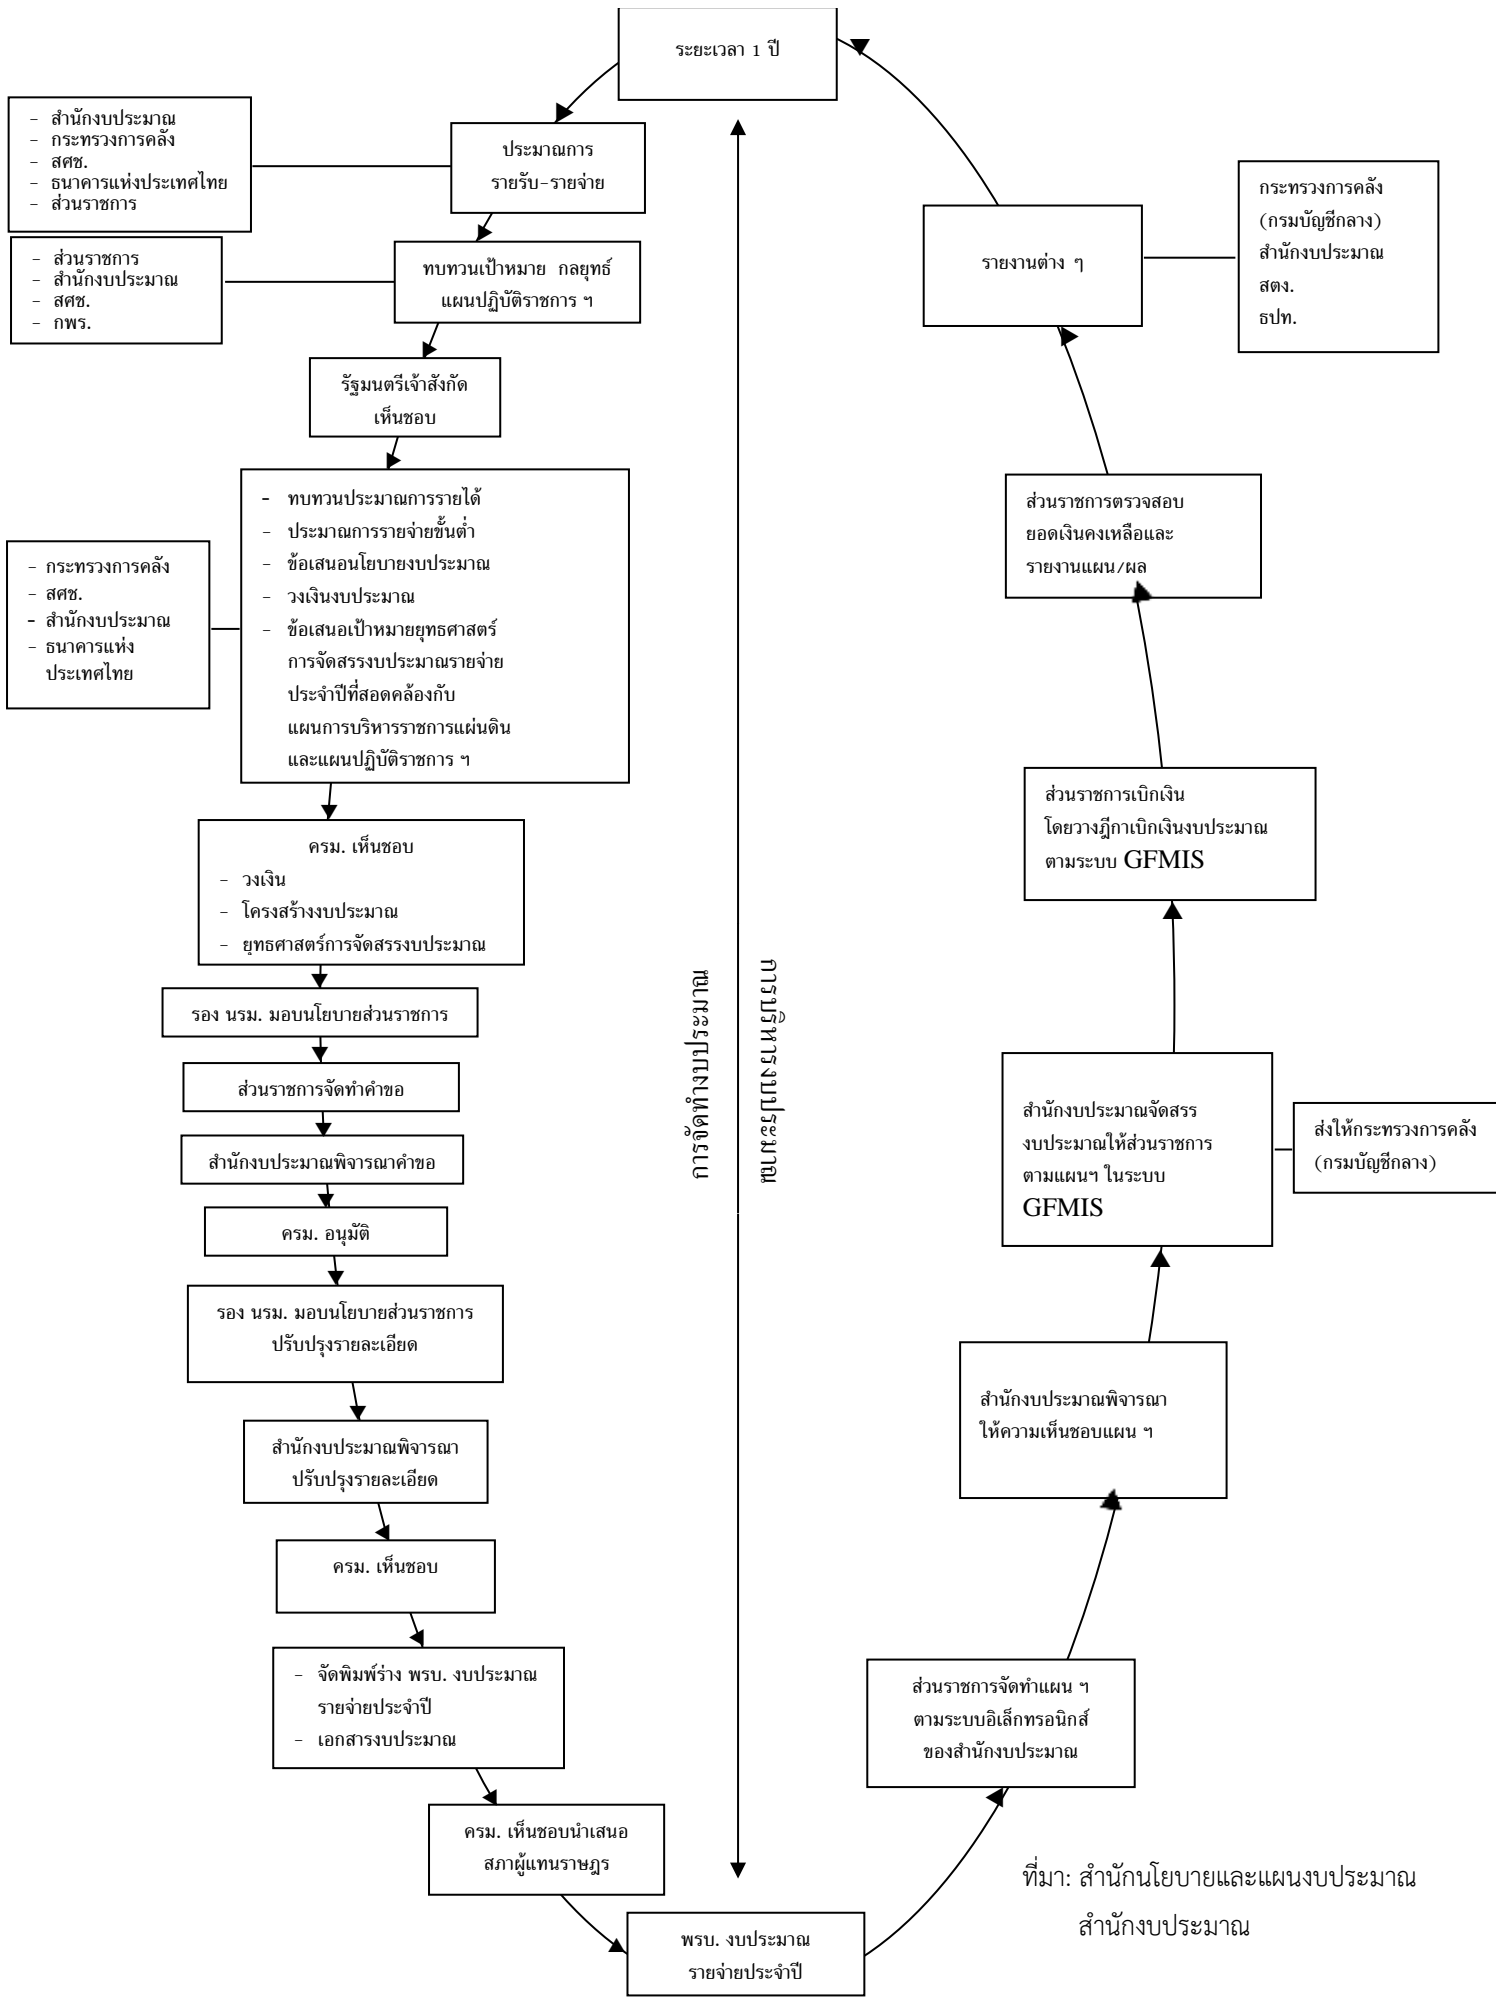 ระยะเวลา 1 ปี
- สำนักงบประมาณ
- กระทรวงการคลัง
- สศช.
- ธนาคารแห่งประเทศไทย
- ส่วนราชการ
ประมาณการ
รายรับ-รายจ่าย
- ส่วนราชการ
- สำนักงบประมาณ
- สศช.
- กพร.
ทบทวนเป้าหมาย กลยุทธ์
แผนปฏิบัติราชการ ฯ
รัฐมนตรีเจ้าสังกัด
เห็นชอบ
- กระทรวงการคลัง
- สศช.
- สำนักงบประมาณ
- ธนาคารแห่ง
ประเทศไทย
- ทบทวนประมาณการรายได้
- ประมาณการรายจ่ายขั้นต่ำ
- ข้อเสนอนโยบายงบประมาณ
- วงเงินงบประมาณ
- ข้อเสนอเป้าหมายยุทธศาสตร์
การจัดสรรงบประมาณรายจ่าย
ประจำปีที่สอดคล้องกับ
แผนการบริหารราชการแผ่นดิน
และแผนปฏิบัติราชการ ฯ
ครม. เห็นชอบ
- วงเงิน
- โครงสร้างงบประมาณ
- ยุทธศาสตร์การจัดสรรงบประมาณ
รอง นรม. มอบนโยบายส่วนราชการ
ส่วนราชการจัดทำคำขอ
สำนักงบประมาณพิจารณาคำขอ
ครม. อนุมัติ
รอง นรม. มอบนโยบายส่วนราชการ
ปรับปรุงรายละเอียด
สำนักงบประมาณพิจารณา
ปรับปรุงรายละเอียด
ครม. เห็นชอบ
- จัดพิมพ์ร่าง พรบ. งบประมาณ
รายจ่ายประจำปี
- เอกสารงบประมาณ
ครม. เห็นชอบนำเสนอ
สภาผู้แทนราษฎร
พรบ. งบประมาณ
รายจ่ายประจำปี
การจัดทำงบประมาณ
การบริหารงบประมาณ
ส่วนราชการจัดทำแผน ฯ
ตามระบบอิเล็กทรอนิกส์
ของสำนักงบประมาณ
สำนักงบประมาณพิจารณา
ให้ความเห็นชอบแผน ฯ
สำนักงบประมาณจัดสรร
งบประมาณให้ส่วนราชการ
ตามแผนฯ ในระบบ
GFMIS
ส่งให้กระทรวงการคลัง
(กรมบัญชีกลาง)
ส่วนราชการเบิกเงิน
โดยวางฎีกาเบิกเงินงบประมาณ
ตามระบบ GFMIS
ส่วนราชการตรวจสอบ
ยอดเงินคงเหลือและ
รายงานแผน/ผล
รายงานต่าง ๆ
กระทรวงการคลัง
(กรมบัญชีกลาง)
สำนักงบประมาณ
สตง.
ธปท.
ที่มา: สำนักนโยบายและแผนงบประมาณ
สำนักงบประมาณ